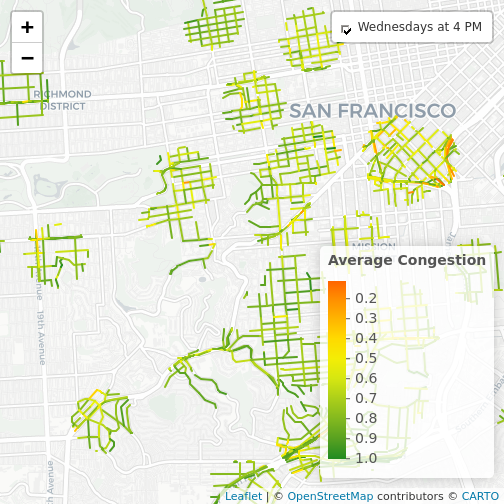 +
−
Wednesdays at 4 PM
RICHMOND
DISTRICT
SAN FRANCISCO
MISSION
19th Avenue
Avenue
Average Congestion
0.2
0.3
0.4
0.5
0.6
0.7
0.8
0.9
1.0
Leaflet | © OpenStreetMap contributors © CARTO